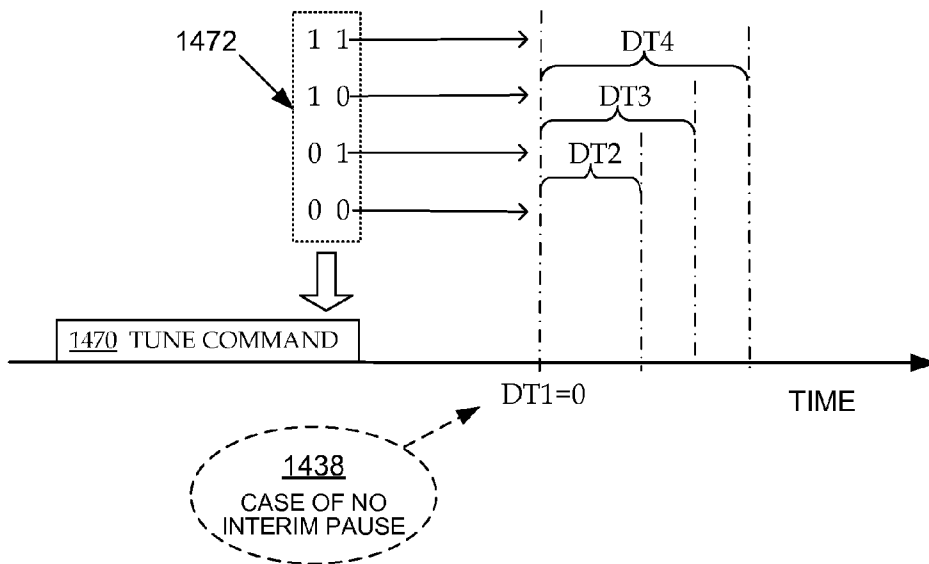 1472
1 1
DT4
1 0
DT3
0 1
DT2
0 0
1470 TUNE COMMAND
DT1=0
TIME
1438
CASE OF NO
INTERIM PAUSE